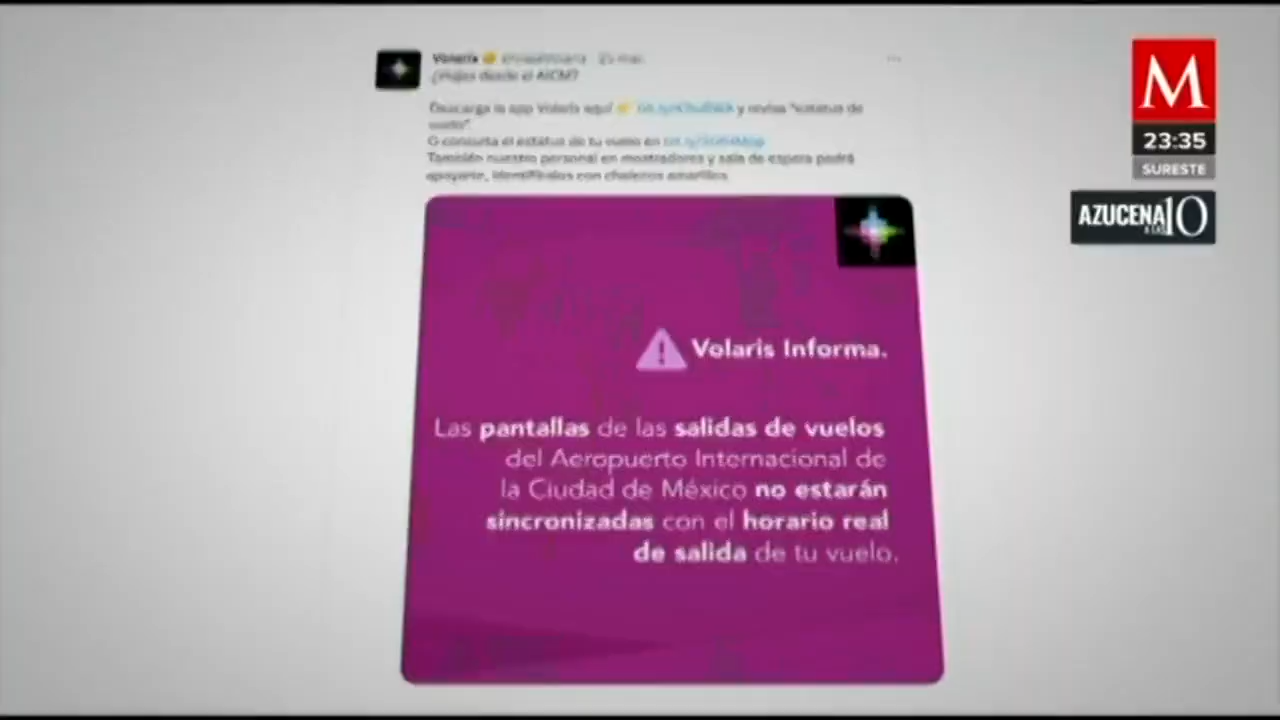 Volaris
¿Viajas desde el AICM?
Descarga la app Volaris aquí y revisa "estatus de
vuelo".
O consulta el estatus de tu vuelo en
También nuestro personal en mostradores y sala de espera podrá
apoyarte, identifícalos con chalecos amarillos
M
23:35
SURESTE
AZUCENA
A LAS 10
Volaris Informa.
Las pantallas de las salidas de vuelos
del Aeropuerto Internacional de
la Ciudad de México no estarán
sincronizadas con el horario real
de salida de tu vuelo.